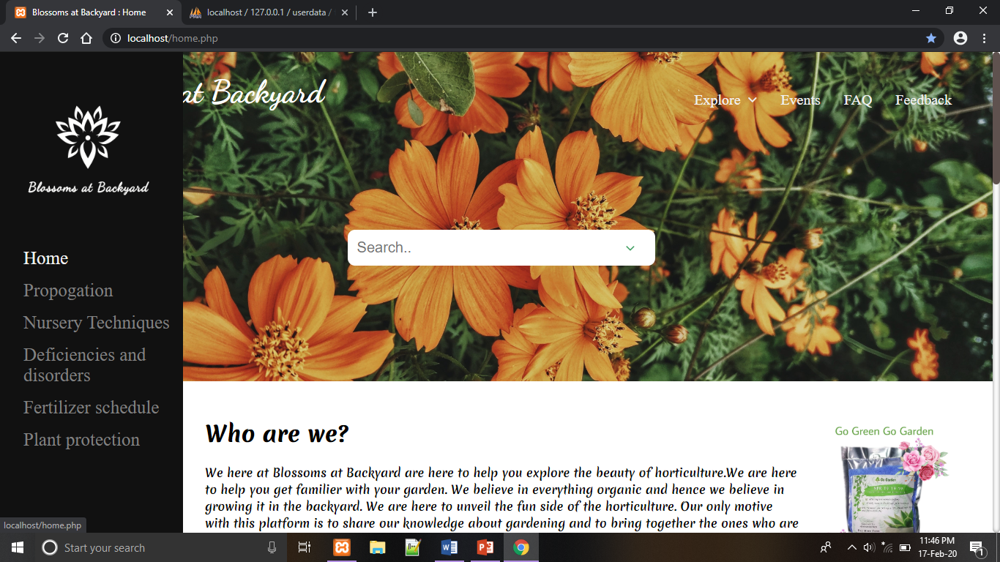 Blossoms at Backyard : Home
localhost / 127.0.0.1 / userdata /
localhost/home.php
at Backyard
Explore
Events
FAQ
Feedback
Blossoms at Backyard
Search..
Home
Propogation
Nursery Techniques
Deficiencies and
disorders
Fertilizer schedule
Plant protection
Who are we?
We here at Blossoms at Backyard are here to help you explore the beauty of horticulture.We are here
to help you get familier with your garden. We believe in everything organic and hence we believe in
growing it in the backyard. We are here to unveil the fun side of the horticulture. Our only motive
with this platform is to share our knowledge about gardening and to bring together the ones who are
Go Green Go Garden
Go Garden
localhost/home.php
Start your search
11:46 PM
17-Feb-20
1